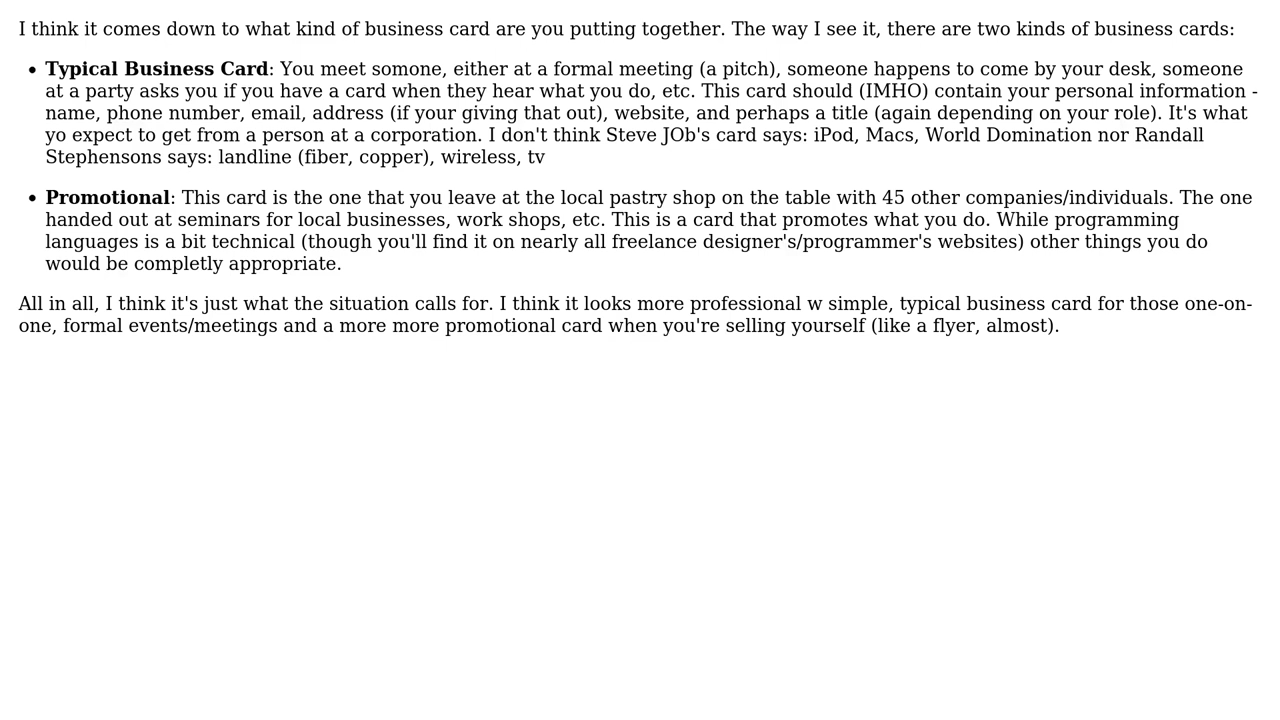 I think it comes down to what kind of business card are you putting together. The way I see it, there are two kinds of business cards:
• Typical Business Card: You meet somone, either at a formal meeting (a pitch), someone happens to come by your desk, someone
at a party asks you if you have a card when they hear what you do, etc. This card should (IMHO) contain your personal information -
name, phone number, email, address (if your giving that out), website, and perhaps a title (again depending on your role). It's what
yo expect to get from a person at a corporation. I don't think Steve JOb's card says: iPod, Macs, World Domination nor Randall
Stephensons says: landline (fiber, copper), wireless, tv
• Promotional: This card is the one that you leave at the local pastry shop on the table with 45 other companies/individuals. The one
handed out at seminars for local businesses, work shops, etc. This is a card that promotes what you do. While programming
languages is a bit technical (though you'll find it on nearly all freelance designer's/programmer's websites) other things you do
would be completly appropriate.
All in all, I think it's just what the situation calls for. I think it looks more professional w simple, typical business card for those one-on-
one, formal events/meetings and a more more promotional card when you're selling yourself (like a flyer, almost).